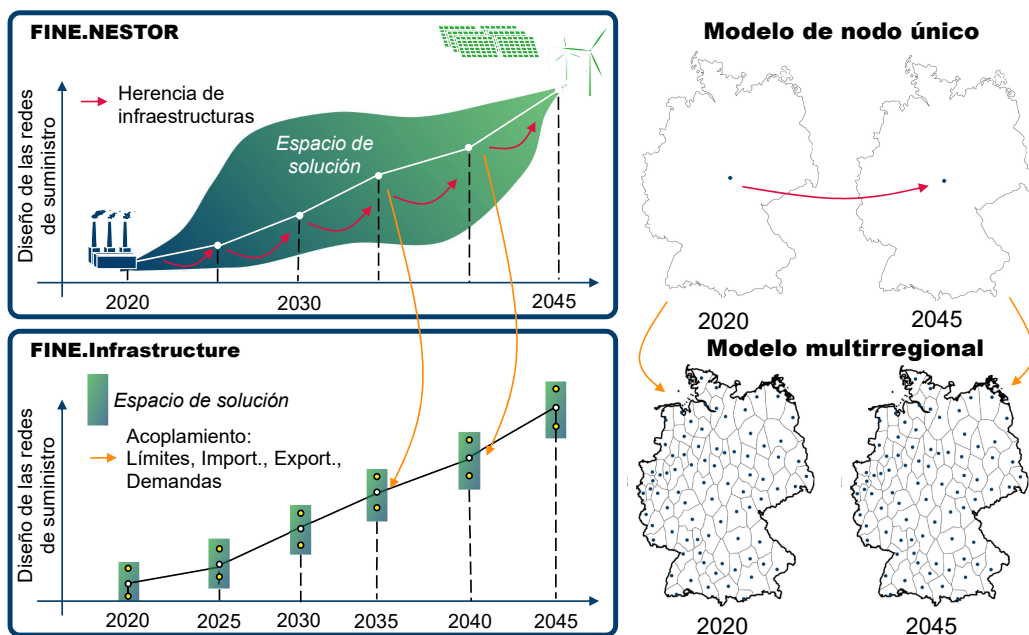 FINE.NESTOR
Diseño de las redes
de suministro
Herencia de
infraestructuras
Espacio de
solución
2020
2030
2045
Modelo de nodo único
2020
2045
FINE.Infrastructure
Diseño de las redes
de suministro
Espacio de solución
Acoplamiento:
Límites, Import., Export.,
Demandas
2020
2025
2030
2035
2040
2045
Modelo multirregional
2020
2045